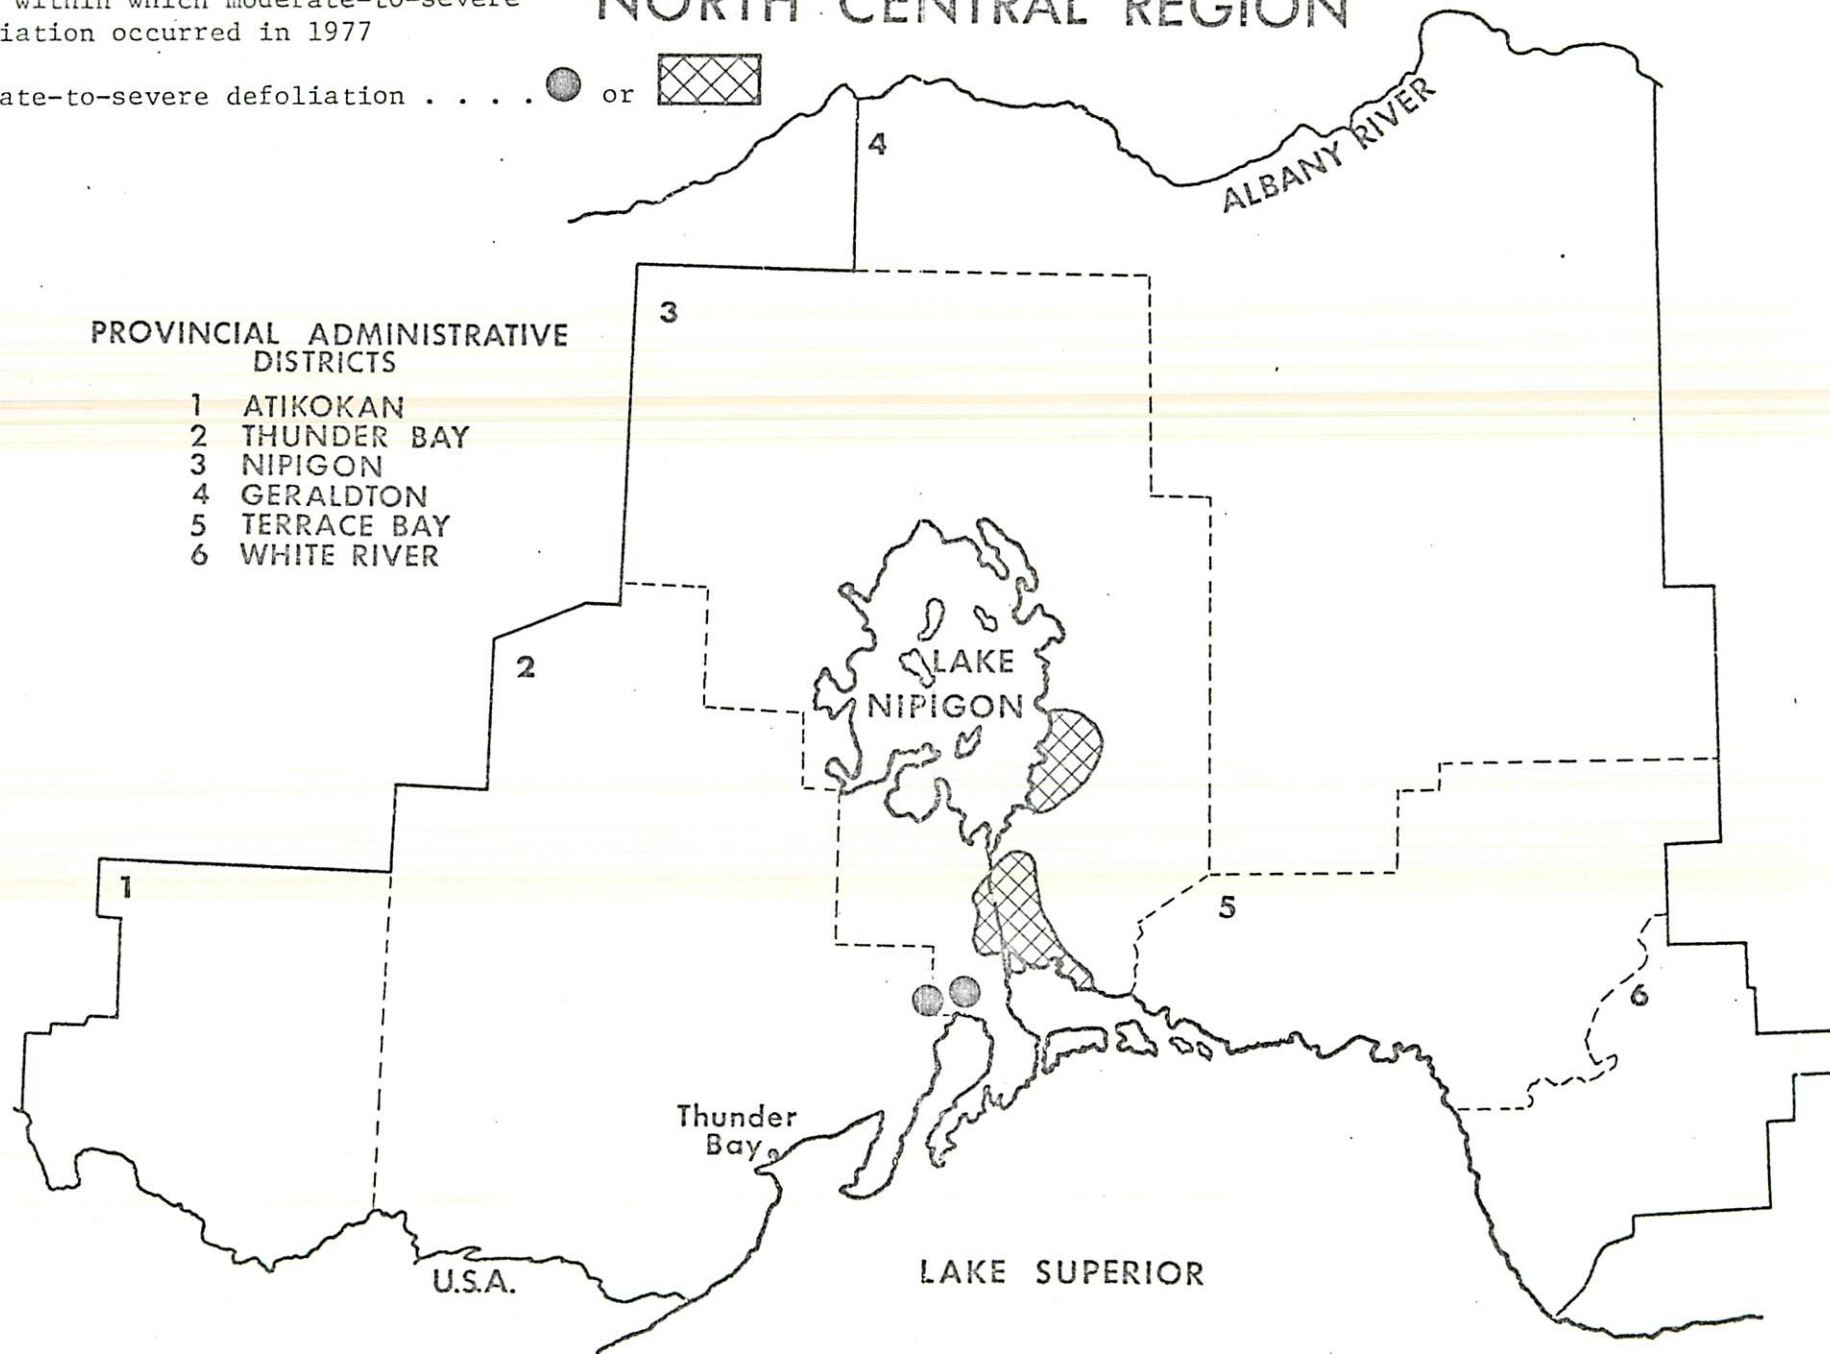 within which moderate-to-severe
iation occurred in 1977
ate-to-severe defoliation . . . . . or
NORTH CENTRAL REGION
4
ALBANY RIVER
3
PROVINCIAL ADMINISTRATIVE
DISTRICTS
1 ATIKOKAN
2 THUNDER BAY
3 NIPIGON
4 GERALDTON
5 TERRACE BAY
6 WHITE RIVER
2
LAKE
NIPIGON
1
5
6
Thunder
Bay
U.S.A.
LAKE SUPERIOR